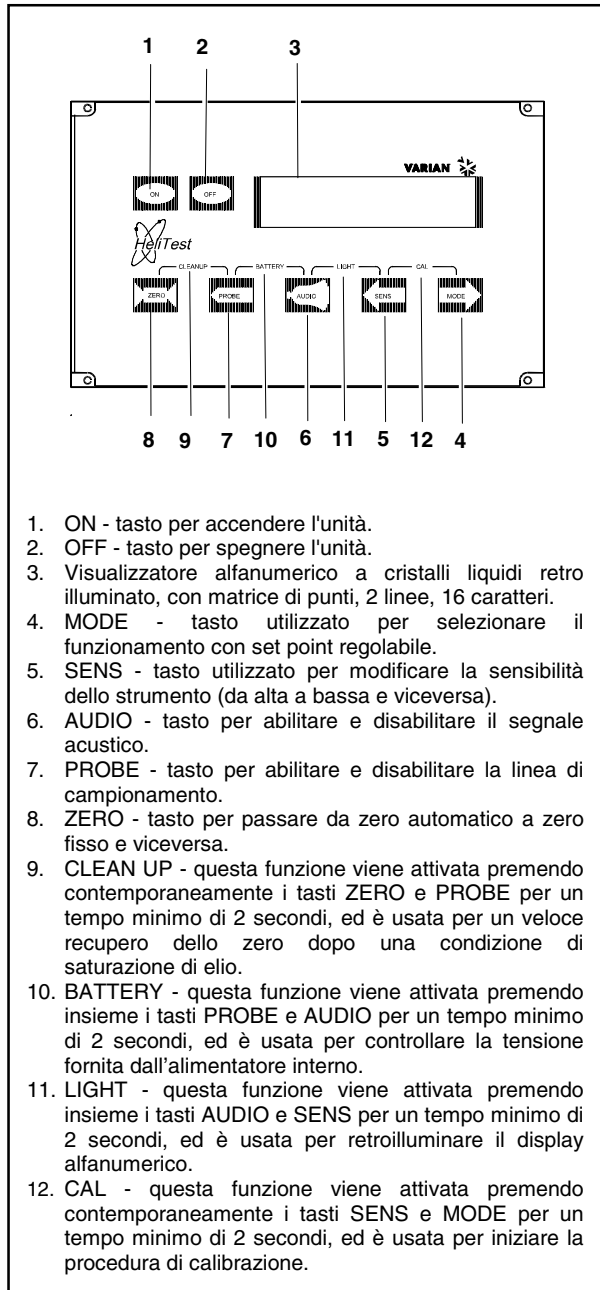 1 2 3
VARIAN
ON OFF
HeliTest
CLEANUP BATTERY LIGHT CAL
ZERO PROBE AUDIO SENS MODE
8 9 7 10 6 11 5 12 4
1. ON - tasto per accendere l'unità.
2. OFF - tasto per spegnere l'unità.
3. Visualizzatore alfanumerico a cristalli liquidi retro
illuminato, con matrice di punti, 2 linee, 16 caratteri.
4. MODE - tasto utilizzato per selezionare il
funzionamento con set point regolabile.
5. SENS - tasto utilizzato per modificare la sensibilità
dello strumento (da alta a bassa e viceversa).
6. AUDIO - tasto per abilitare e disabilitare il segnale
acustico.
7. PROBE - tasto per abilitare e disabilitare la linea di
campionamento.
8. ZERO - tasto per passare da zero automatico a zero
fisso e viceversa.
9. CLEAN UP - questa funzione viene attivata premendo
contemporaneamente i tasti ZERO e PROBE per un
tempo minimo di 2 secondi, ed è usata per un veloce
recupero dello zero dopo una condizione di
saturazione di elio.
10. BATTERY - questa funzione viene attivata premendo
insieme i tasti PROBE e AUDIO per un tempo minimo
di 2 secondi, ed è usata per controllare la tensione
fornita dall’alimentatore interno.
11. LIGHT - questa funzione viene attivata premendo
insieme i tasti AUDIO e SENS per un tempo minimo di
2 secondi, ed è usata per retroilluminare il display
alfanumerico.
12. CAL - questa funzione viene attivata premendo
contemporaneamente i tasti SENS e MODE per un
tempo minimo di 2 secondi, ed è usata per iniziare la
procedura di calibrazione.